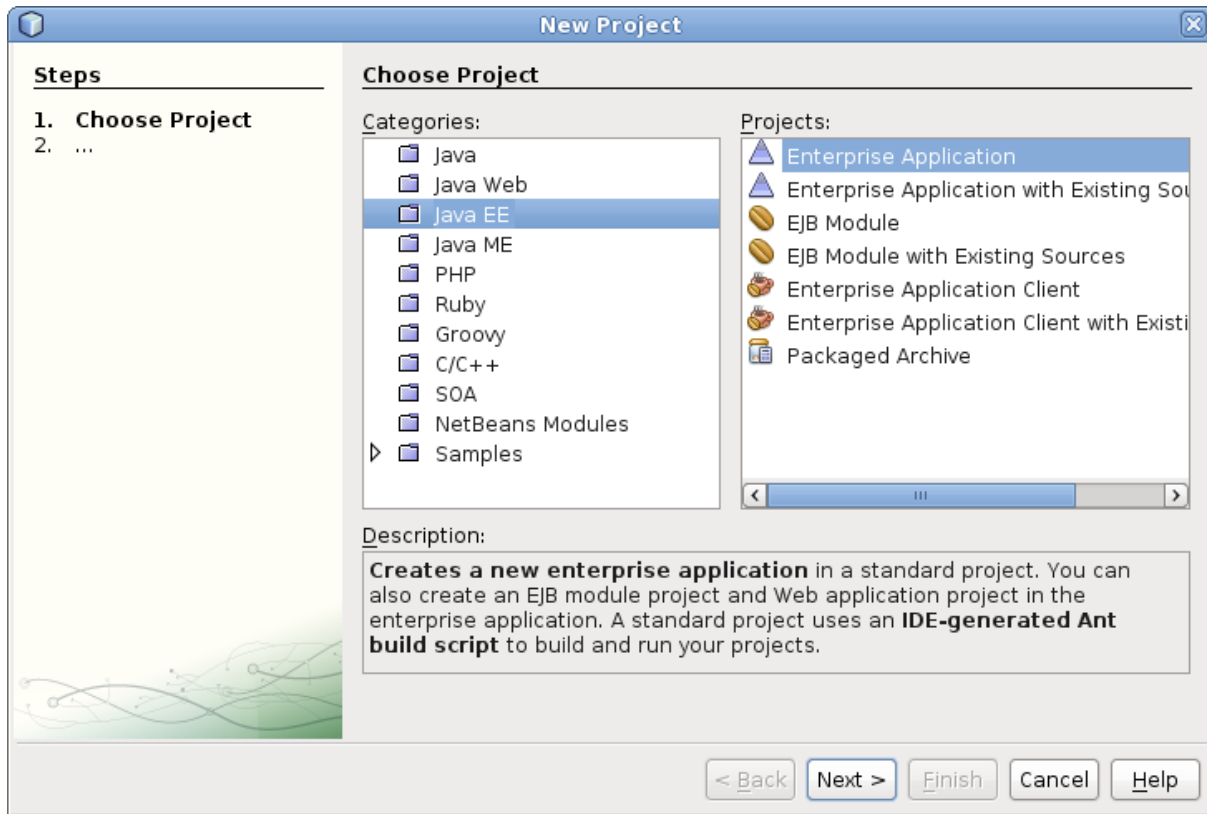 New Project
Steps
1. Choose Project
2. ...
Choose Project
Categories:
Java
Java Web
Java EE
Java ME
PHP
Ruby
Groovy
C/C++
SOA
NetBeans Modules
Samples
Projects:
Enterprise Application
Enterprise Application with Existing Sou
EJB Module
EJB Module with Existing Sources
Enterprise Application Client
Enterprise Application Client with Existi
Packaged Archive
Description:
Creates a new enterprise application in a standard project. You can
also create an EJB module project and Web application project in the
enterprise application. A standard project uses an IDE-generated Ant
build script to build and run your projects.
< Back Next > Finish Cancel Help